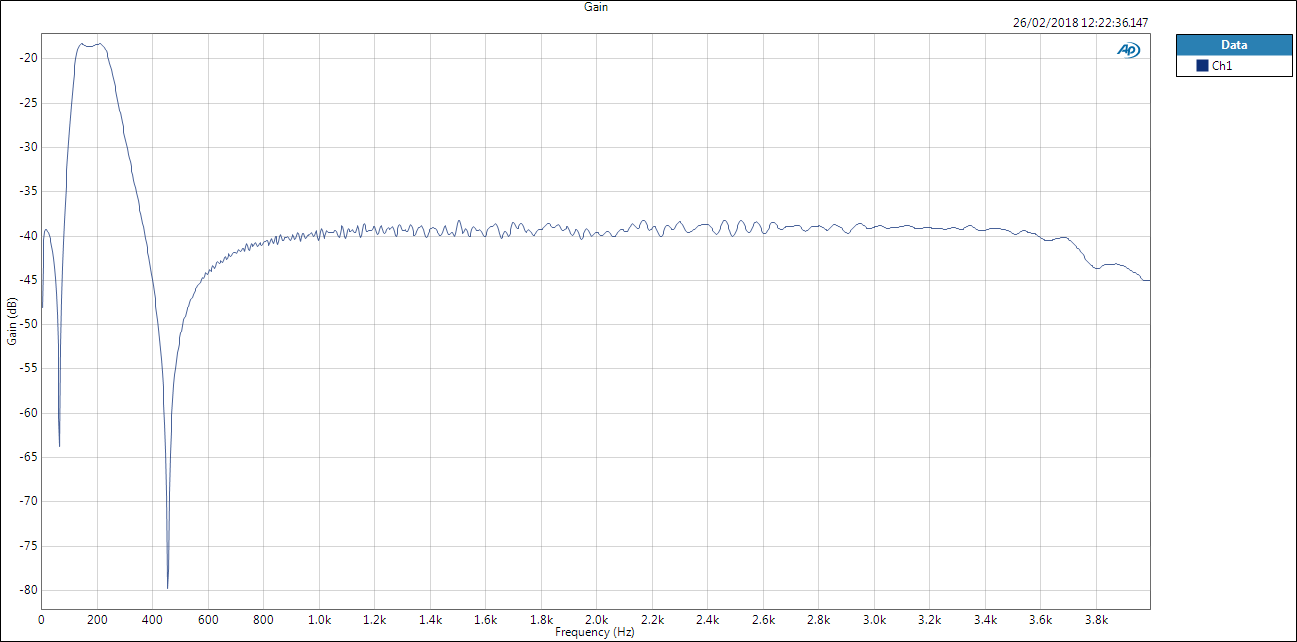 Gain
26/02/2018 12:22:36.147
Data
Ch1
AP
Gain (dB)
-20
-25
-30
-35
-40
-45
-50
-55
-60
-65
-70
-75
-80
0 200 400 600 800 1.0k 1.2k 1.4k 1.6k 1.8k 2.0k 2.2k 2.4k 2.6k 2.8k 3.0k 3.2k 3.4k 3.6k 3.8k
Frequency (Hz)